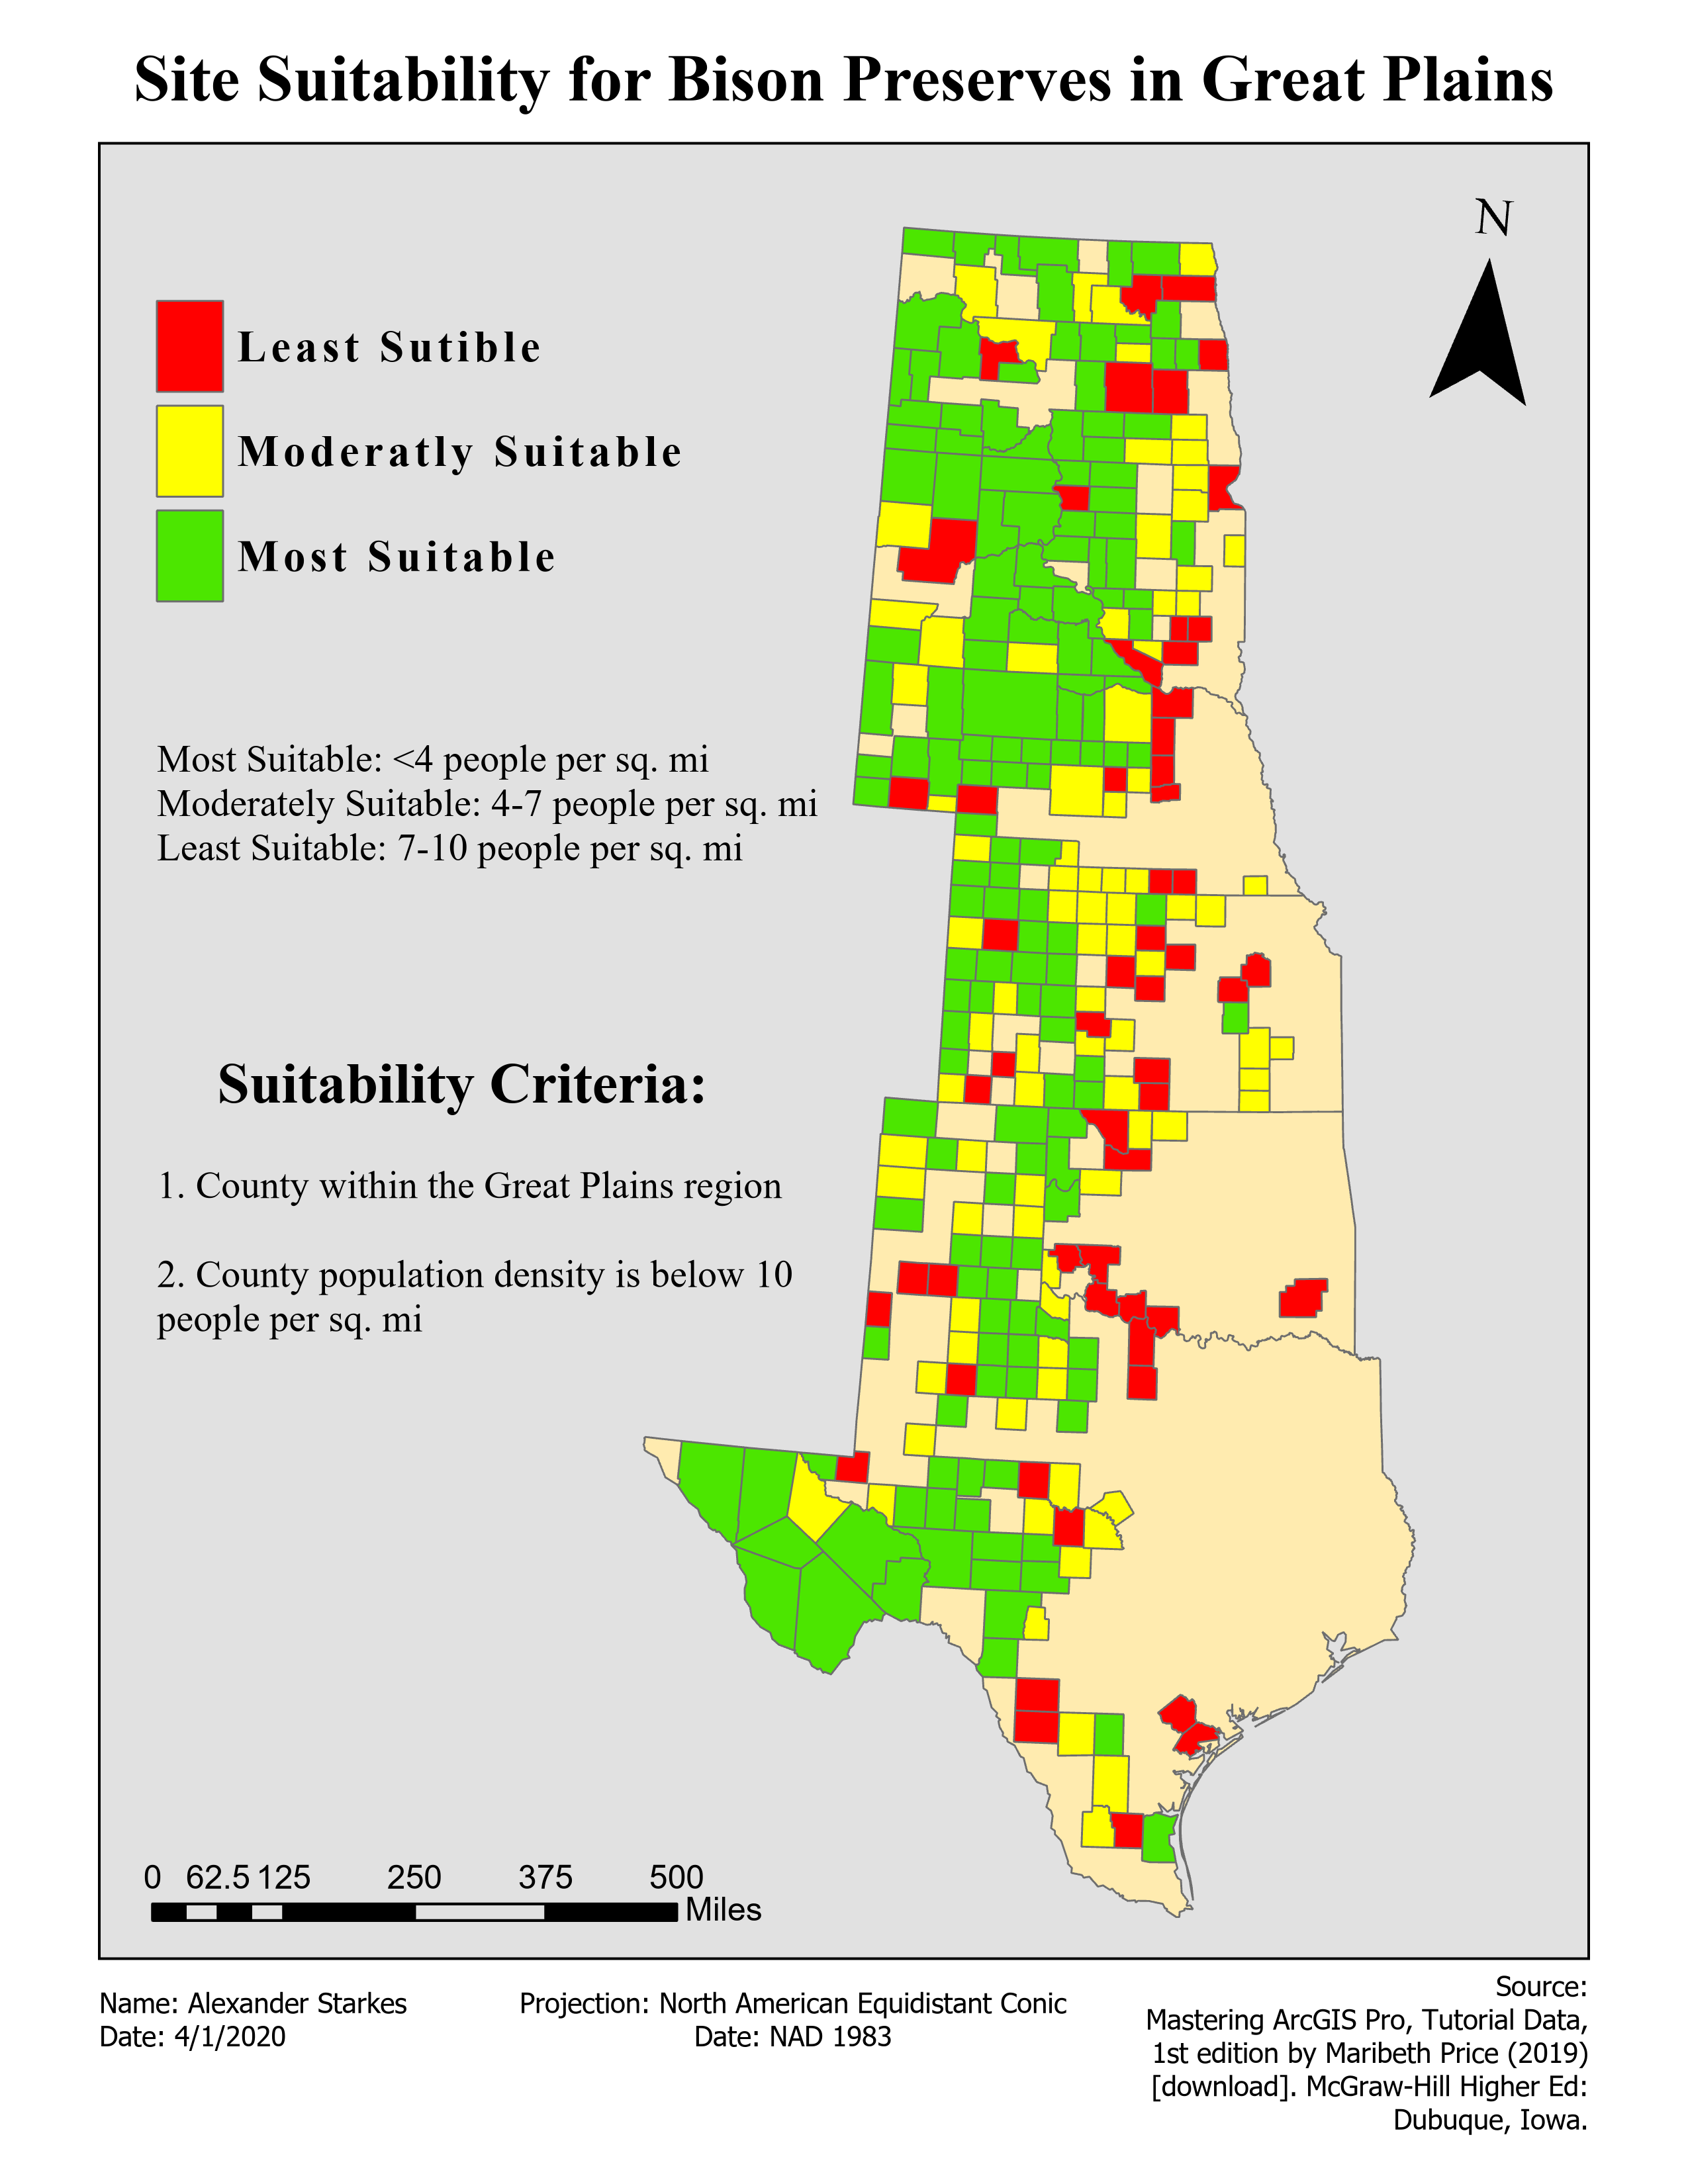 Site Suitability for Bison Preserves in Great Plains
N
Least Sutible
Moderatly Suitable
Most Suitable
Most Suitable: <4 people per sq. mi
Moderately Suitable: 4-7 people per sq. mi
Least Suitable: 7-10 people per sq. mi
Suitability Criteria:
1. County within the Great Plains region
2. County population density is below 10
people per sq. mi
0 62.5 125 250 375 500
Miles
Name: Alexander Starkes
Date: 4/1/2020
Projection: North American Equidistant Conic
Date: NAD 1983
Source:
Mastering ArcGIS Pro, Tutorial Data,
1st edition by Maribeth Price (2019)
[download]. McGraw-Hill Higher Ed:
Dubuque, Iowa.